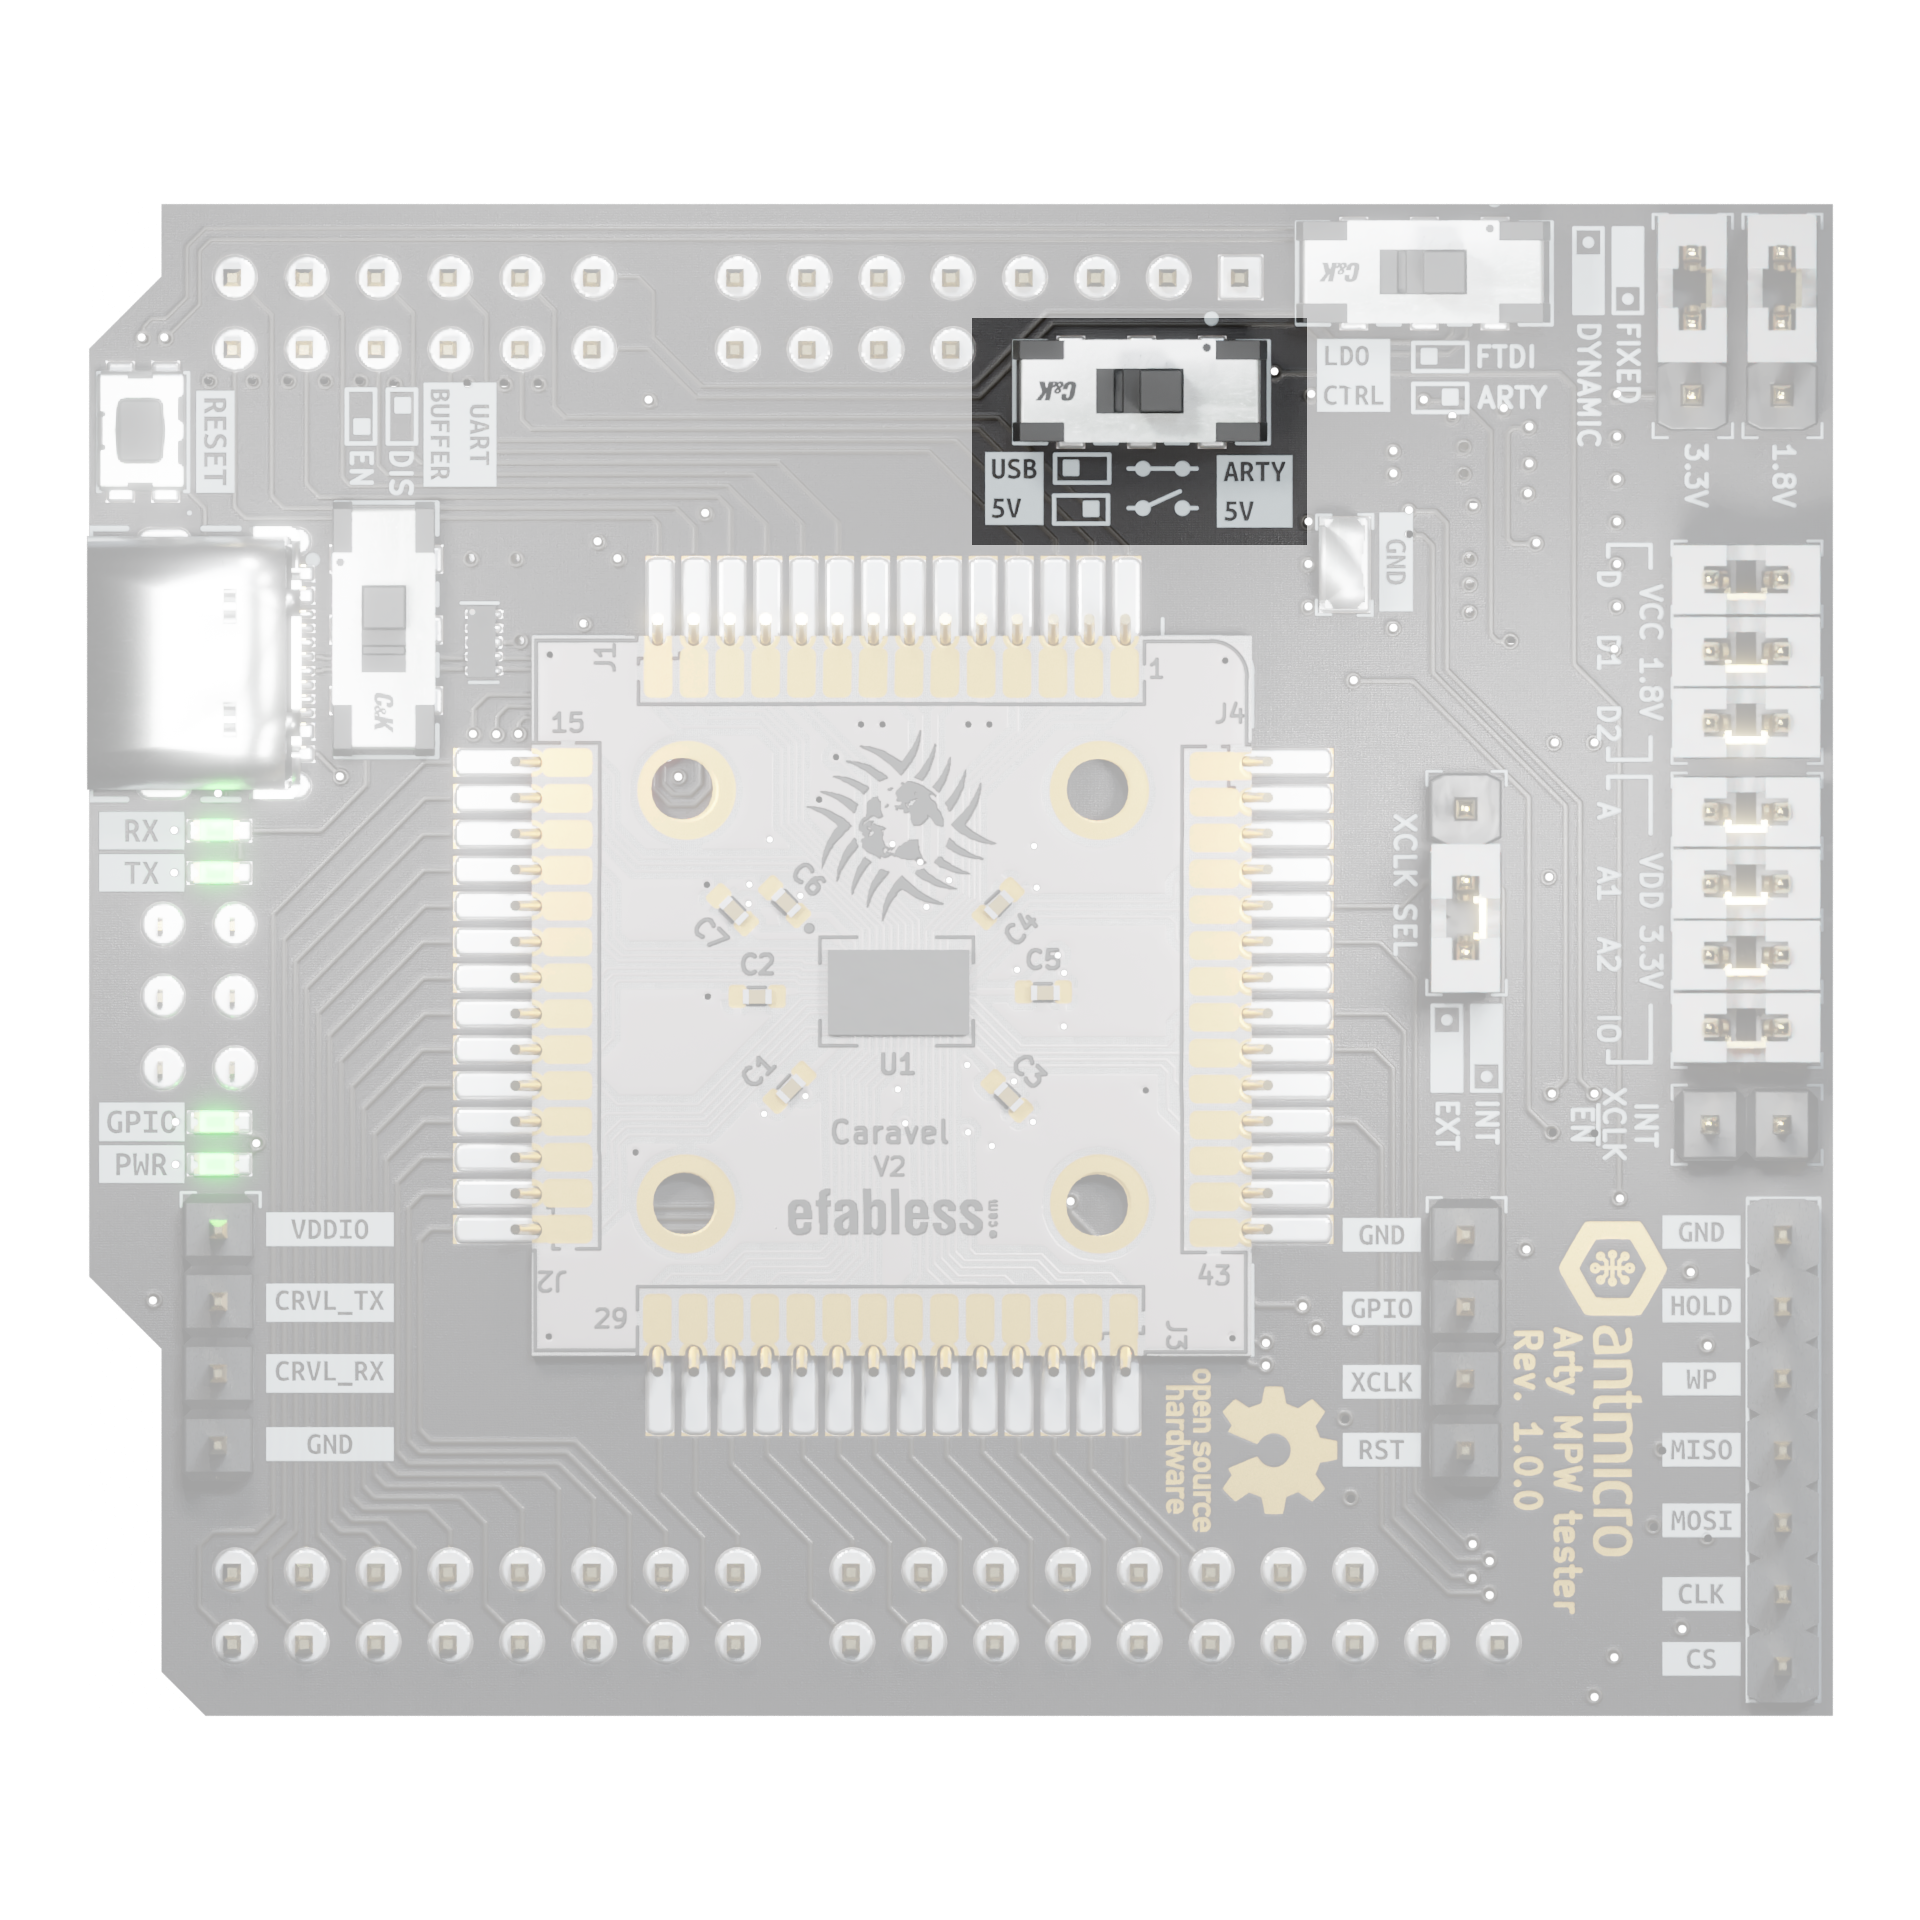 C&K
LDO
CTRL
FTDI
ARTY
DYNAMIC
FIXED
3.3V
1.8V
RESET
EN
DIS
UART
BUFFER
C&K
USB
5V
ARTY
5V
GND
C&K
J1
1
15
J4
D
D1
D2
VCC 1.8V
A
A1
A2
IO
VDD 3.3V
XCLK SEL
EXT
INT
INT
XCLK
EN
RX
TX
GPIO
PWR
C7
C6
C4
C2
C5
U1
C1
C3
Caravel
V2
efabless.com
VDDIO
CRVL_TX
CRVL_RX
GND
J2
29
43
J3
GND
GPIO
XCLK
RST
GND
HOLD
WP
MISO
MOSI
CLK
CS
open source
hardware
antmicro
Arty MPW tester
Rev. 1.0.0